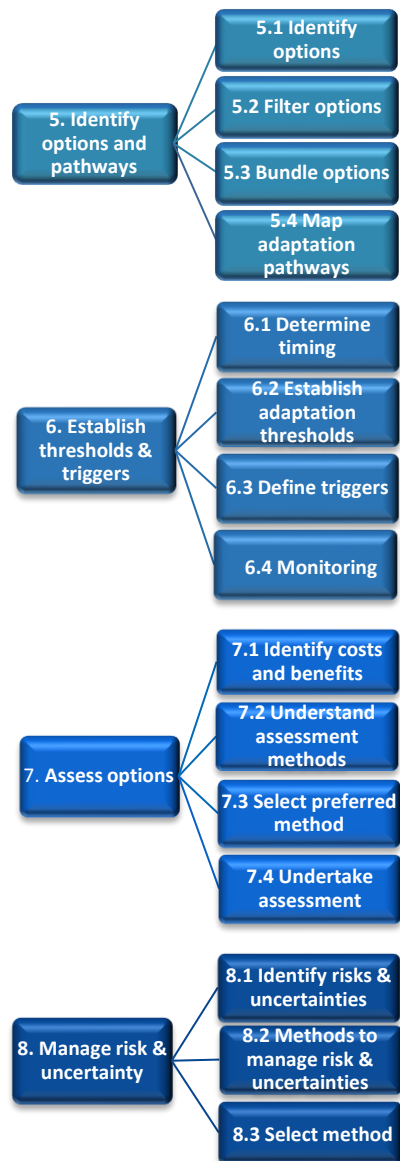 5. Identify
options and
pathways
5.1 Identify
options
5.2 Filter options
5.3 Bundle options
5.4 Map
adaptation
pathways
6. Establish
thresholds &
triggers
6.1 Determine
timing
6.2 Establish
adaptation
thresholds
6.3 Define triggers
6.4 Monitoring
7. Assess options
7.1 Identify costs
and benefits
7.2 Understand
assessment
methods
7.3 Select preferred
method
7.4 Undertake
assessment
8. Manage risk &
uncertainty
8.1 Identify risks &
uncertainties
8.2 Methods to
manage risk &
uncertainties
8.3 Select method